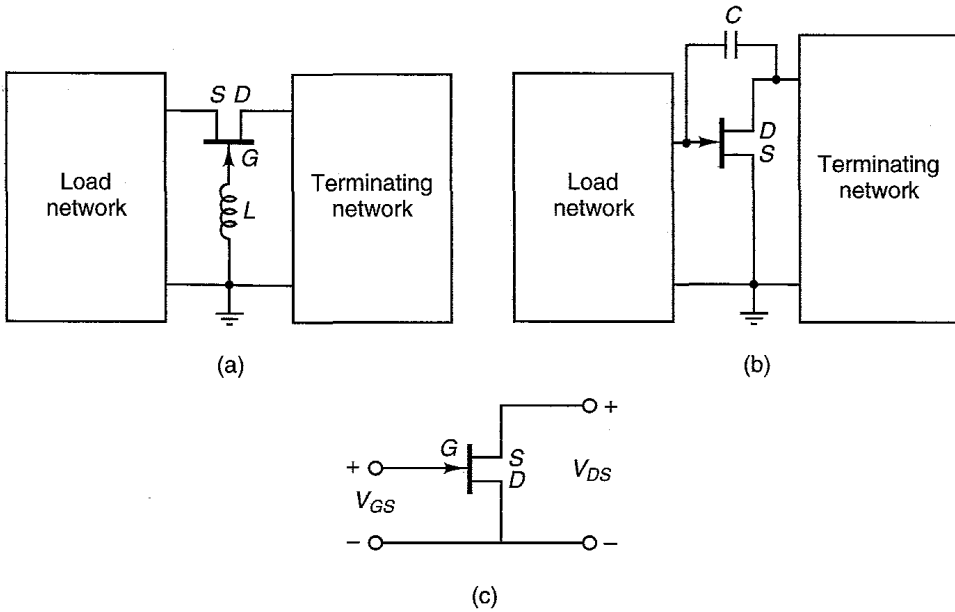 S D
G
L
Load
network
Terminating
network
(a)
C
D
S
Load
network
Terminating
network
(b)
G
S
D
+
+
V_GS
V_DS
−
−
(c)